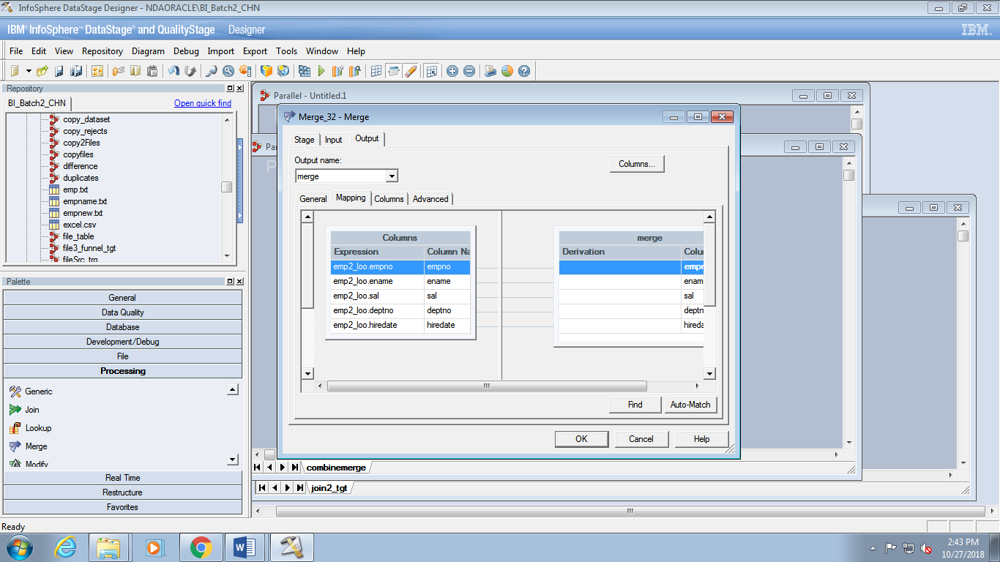 InfoSphere DataStage Designer - NDAORACLE\BI_Batch2_CHN
IBM® InfoSphere™ DataStage® and QualityStage Designer
IBM.
File Edit View Repository Diagram Debug Import Export Tools Window Help
Repository
BI_Batch2_CHN
Open quick find
copy_dataset
copy_rejects
copy2Files
copyfiles
difference
duplicates
emp.txt
empname.txt
empnew.txt
excel.csv
file_table
file3_funnel_tgt
fileSrc_trg
Palette
General
Data Quality
Database
Development/Debug
File
Processing
Generic
Join
Lookup
Merge
Modify
Real Time
Restructure
Favorites
Parallel - Untitled.1
Pa
P
Merge_32 - Merge
Stage Input Output
Output name:
merge
Columns...
General Mapping Columns Advanced
Columns
Expression Column Na
emp2_loo.empno empno
emp2_loo.ename ename
emp2_loo.sal sal
emp2_loo.deptno deptno
emp2_loo.hiredate hiredate
merge
Derivation Colu
empn
ename
sal
deptn
hireda
Find Auto-Match
OK Cancel Help
combinemerge
join2_tgt
Ready
2:43 PM
10/27/2018